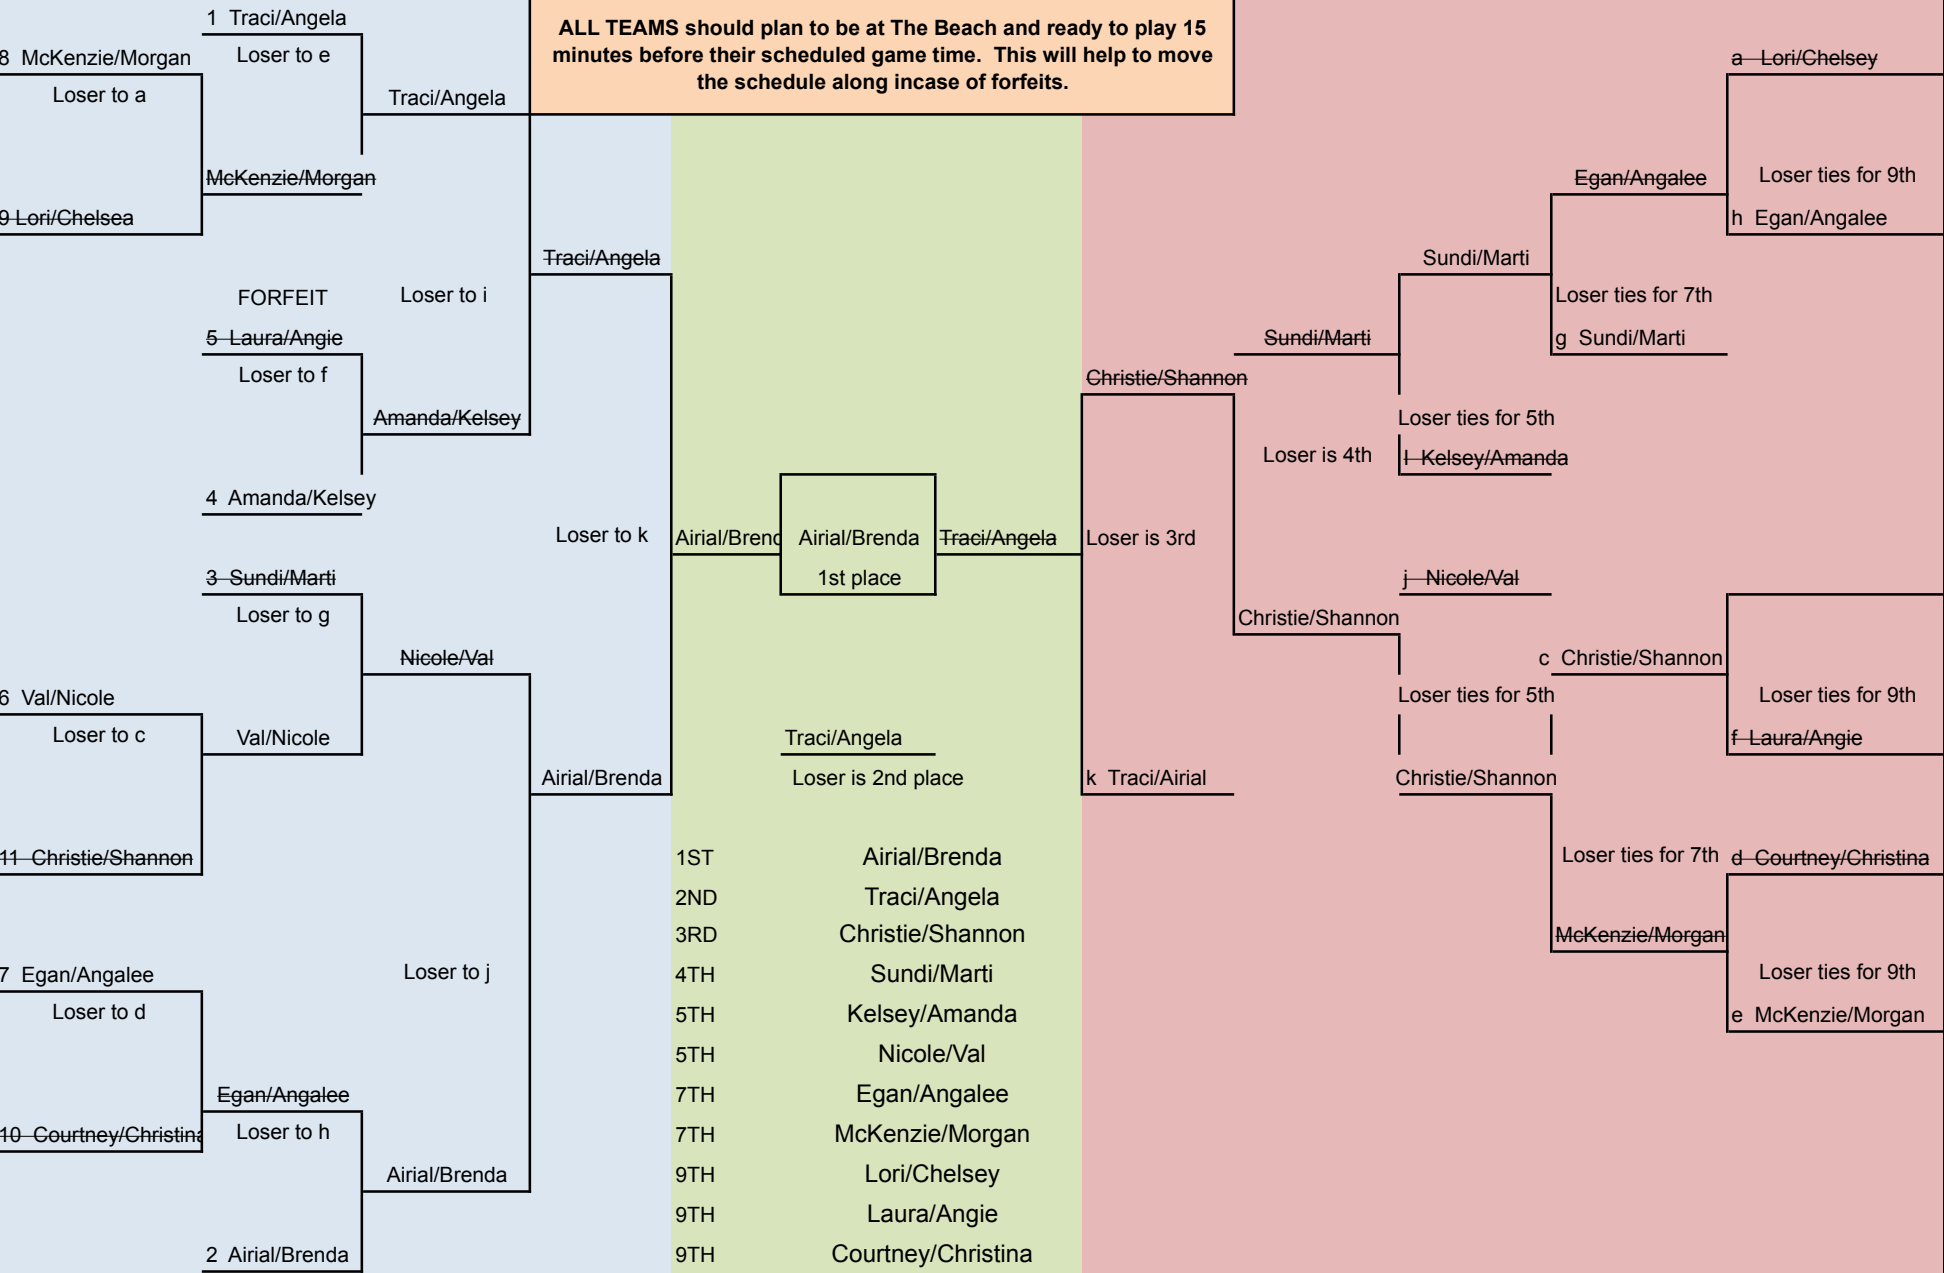 1 Traci/Angela
ALL TEAMS should plan to be at The Beach and ready to play 15
minutes before their scheduled game time. This will help to move
the schedule along incase of forfeits.
8 McKenzie/Morgan
Loser to e
a Lori/Chelsey
Loser to a
Traci/Angela
McKenzie/Morgan
Egan/Angalee
Loser ties for 9th
9 Lori/Chelsea
h Egan/Angalee
Traci/Angela
Sundi/Marti
FORFEIT
Loser to i
Loser ties for 7th
5 Laura/Angie
Sundi/Marti
g Sundi/Marti
Loser to f
Christie/Shannon
Amanda/Kelsey
Loser ties for 5th
Loser is 4th
l Kelsey/Amanda
4 Amanda/Kelsey
Loser to k
Airial/Brend
Airial/Brenda
Traci/Angela
Loser is 3rd
3 Sundi/Marti
1st place
j Nicole/Val
Loser to g
Christie/Shannon
Nicole/Val
c Christie/Shannon
6 Val/Nicole
Loser ties for 5th
Loser ties for 9th
Loser to c
Val/Nicole
Traci/Angela
f Laura/Angie
Airial/Brenda
Loser is 2nd place
k Traci/Airial
Christie/Shannon
11 Christie/Shannon
1ST Airial/Brenda
Loser ties for 7th
d Courtney/Christina
2ND Traci/Angela
3RD Christie/Shannon
McKenzie/Morgan
7 Egan/Angalee
Loser to j
4TH Sundi/Marti
Loser ties for 9th
Loser to d
5TH Kelsey/Amanda
e McKenzie/Morgan
5TH Nicole/Val
Egan/Angalee
7TH Egan/Angalee
10 Courtney/Christina
Loser to h
7TH McKenzie/Morgan
Airial/Brenda
9TH Lori/Chelsey
9TH Laura/Angie
2 Airial/Brenda
9TH Courtney/Christina